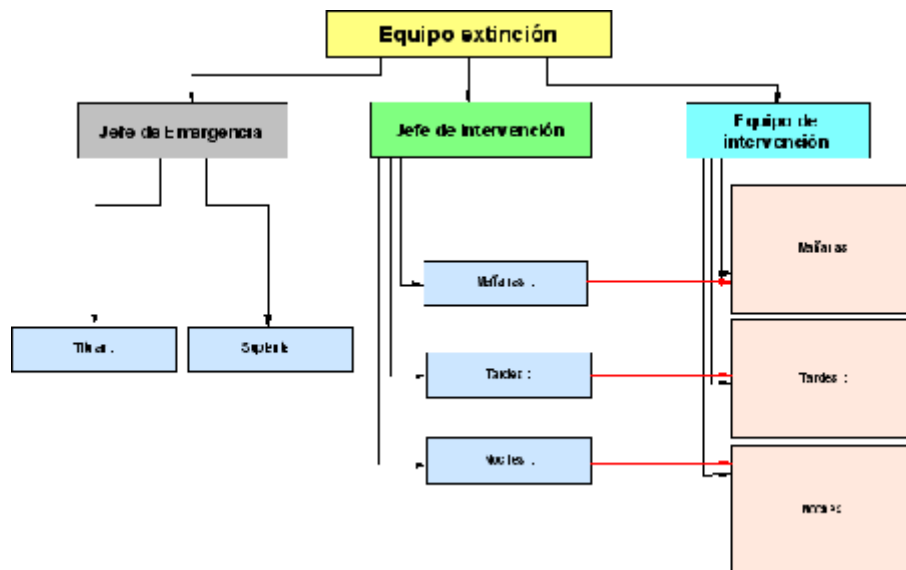 Equipo extinción
Jefe de Emergencia
Jefe de Intervención
Equipo de
intervención
Mañanas
Mañanas :
Titular :
Suplente
Tardes :
Tardes :
Noches :
Noches